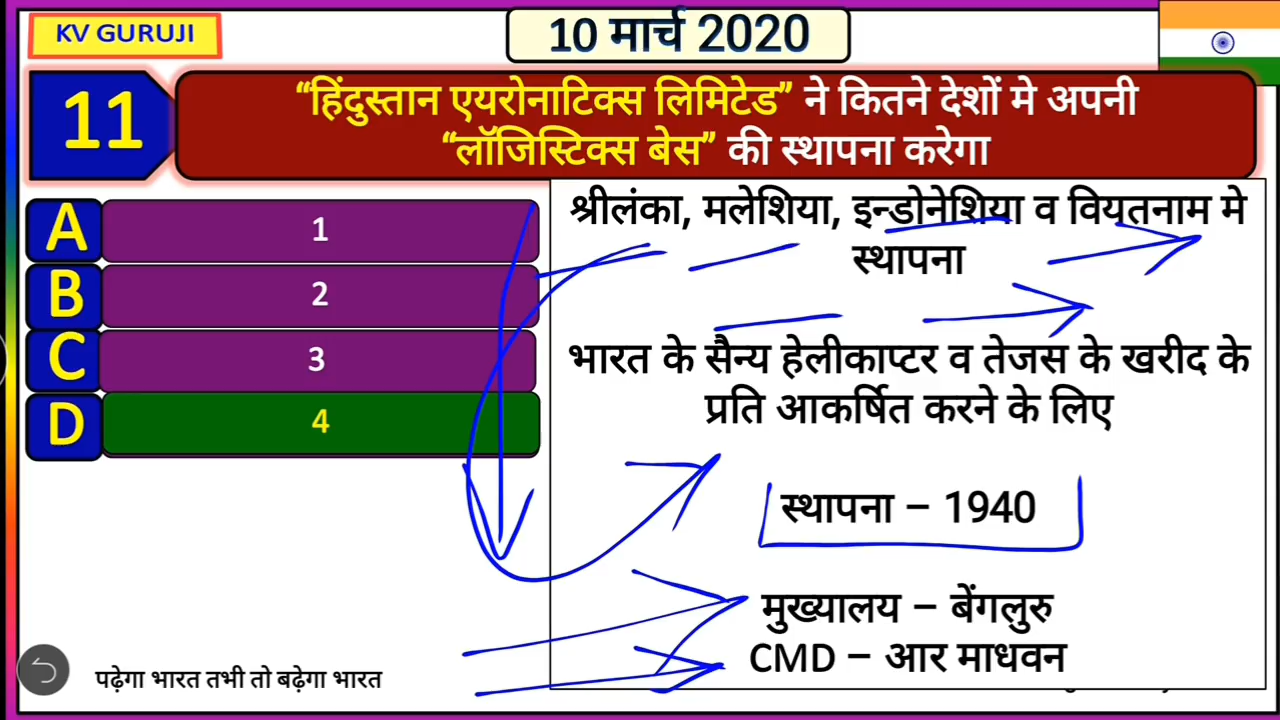 KV GURUJI
10 मार्च 2020
11
“हिंदुस्तान एयरोनाटिक्स लिमिटेड” ने कितने देशों मे अपनी
“लॉजिस्टिक्स बेस” की स्थापना करेगा
A 1
B 2
C 3
D 4
श्रीलंका, मलेशिया, इन्डोनेशिया व वियतनाम मे
स्थापना
भारत के सैन्य हेलीकाप्टर व तेजस के खरीद के
प्रति आकर्षित करने के लिए
स्थापना – 1940
मुख्यालय – बेंगलुरु
CMD – आर माधवन
पढ़ेगा भारत तभी तो बढ़ेगा भारत